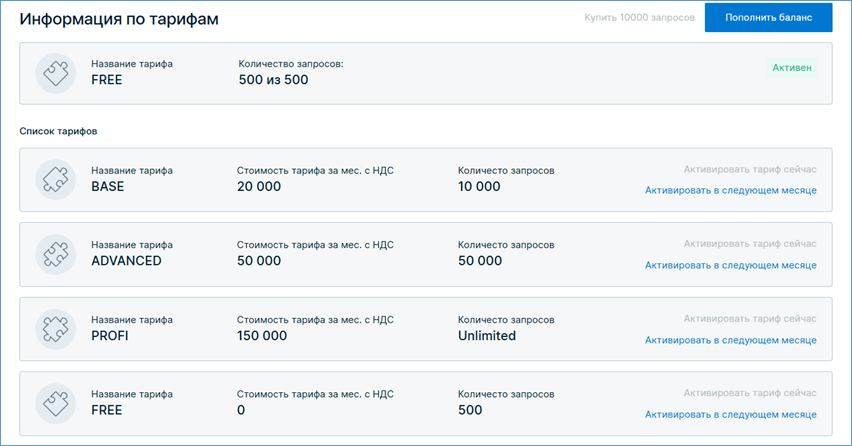 Информация по тарифам
Купить 10000 запросов
Пополнить баланс
Название тарифа
Количество запросов:
FREE
500 из 500
Активен
Список тарифов
Название тарифа
Стоимость тарифа за мес. с НДС
Количесто запросов
Активировать тариф сейчас
BASE
20 000
10 000
Активировать в следующем месяце
Название тарифа
Стоимость тарифа за мес. с НДС
Количесто запросов
Активировать тариф сейчас
ADVANCED
50 000
50 000
Активировать в следующем месяце
Название тарифа
Стоимость тарифа за мес. с НДС
Количесто запросов
Активировать тариф сейчас
PROFI
150 000
Unlimited
Активировать в следующем месяце
Название тарифа
Стоимость тарифа за мес. с НДС
Количесто запросов
Активировать тариф сейчас
FREE
0
500
Активировать в следующем месяце